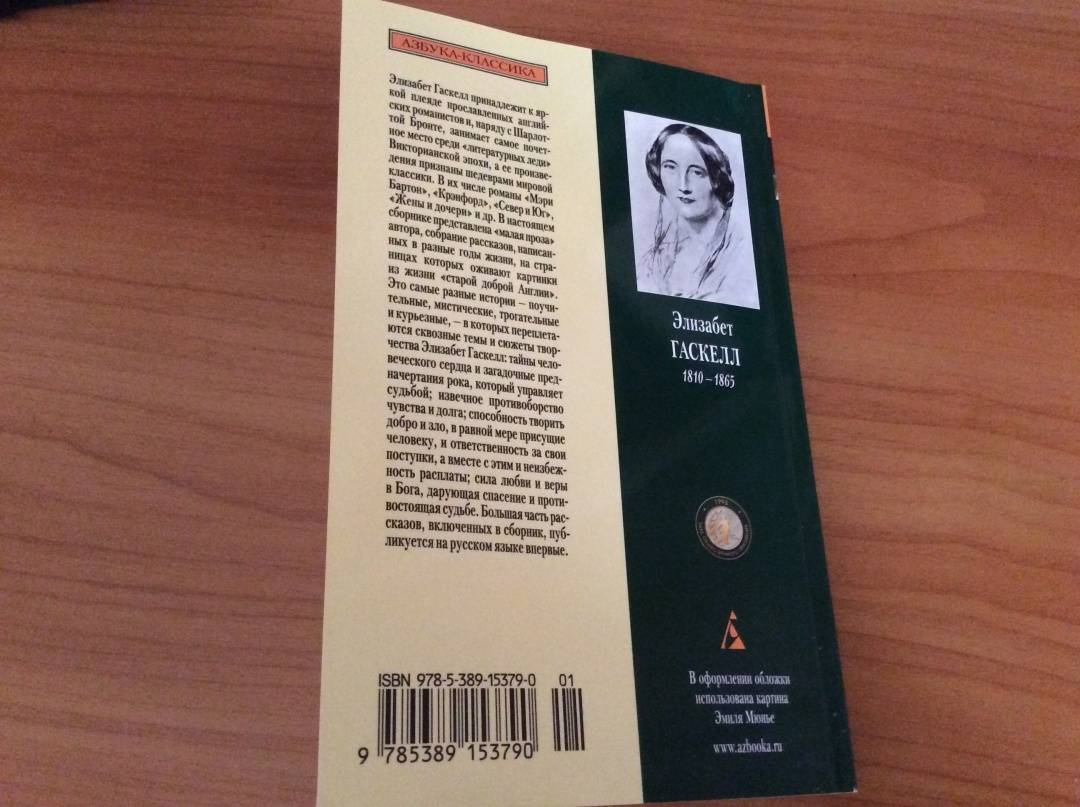 АЗБУКА-КЛАССИКА
Элизабет Гаскелл принадлежит к яр-
кой плеяде прославленных англий-
ских романистов и, наряду с Шарлот-
той Бронте, занимает самое почет-
ное место среди «литературных леди»
Викторианской эпохи, а ее произве-
дения признаны шедеврами мировой
классики. В их числе романы «Мэри
Бартон», «Крэнфорд», «Север и Юг»,
«Жены и дочери» и др. В настоящем
сборнике представлена «малая проза»
автора, собрание рассказов, написан-
ных в разные годы жизни, на стра-
ницах которых оживают картинки
из жизни «старой доброй Англии».
Это самые разные истории – поучи-
тельные, мистические, трогательные
и курьезные, – в которых переплета-
ются сквозные темы и сюжеты твор-
чества Элизабет Гаскелл: тайны чело-
веческого сердца и загадочные пред-
начертания рока, который управляет
судьбой; извечное противоборство
чувства и долга; способность творить
добро и зло, в равной мере присущие
человеку, и ответственность за свои
поступки, а вместе с этим и неизбеж-
ность расплаты; сила любви и веры
в Бога, дарующая спасение и проти-
востоящая судьбе. Большая часть рас-
сказов, включенных в сборник, пуб-
ликуется на русском языке впервые.
ISBN 978-5-389-15379-0 01
9 785389 153790
Элизабет
ГАСКЕЛЛ
1810 – 1865
В оформлении обложки
использована картина
Эмиля Мюнье
www.azbooka.ru